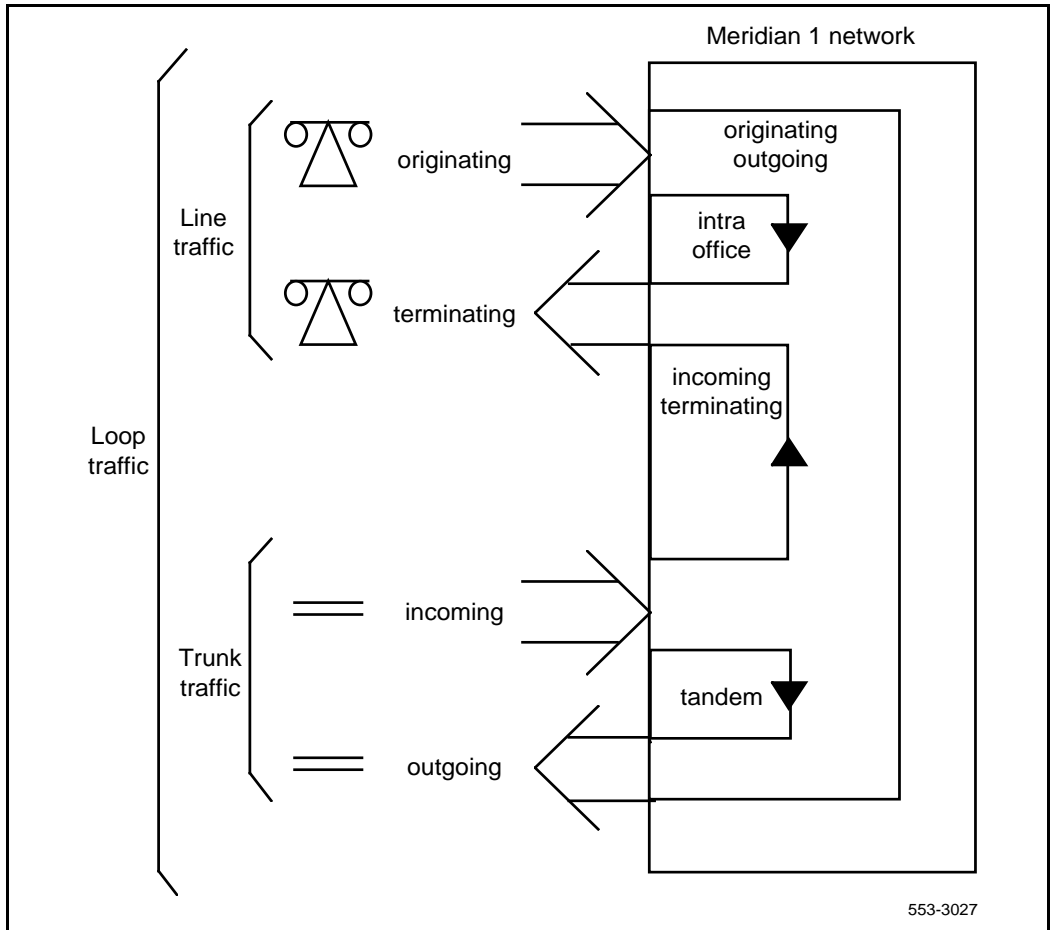 Meridian 1 network
originating
originating
outgoing
Line
traffic
intra
office
terminating
incoming
terminating
Loop
traffic
incoming
Trunk
traffic
tandem
outgoing
553-3027